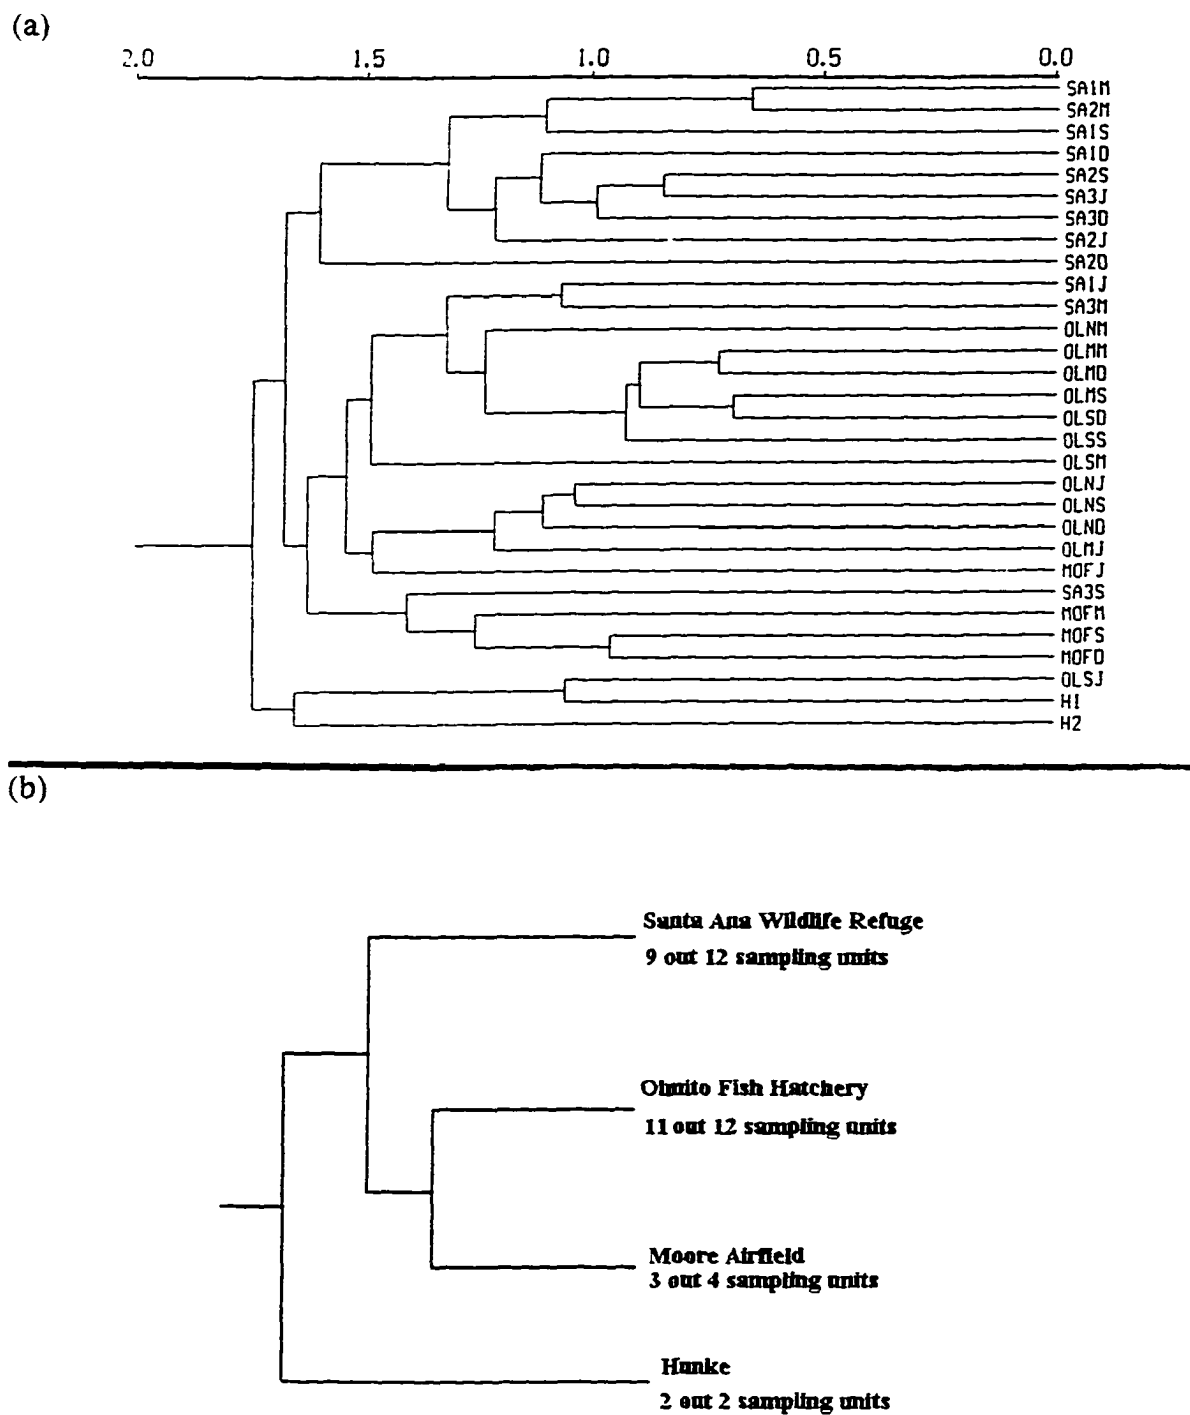 (a)
2.0 1.5 1.0 0.5 0.0
SA1M
SA2M
SA1S
SA1D
SA2S
SA3J
SA3D
SA2J
SA2D
SA1J
SA3M
OLNM
OLMM
OLMD
OLMS
OLSD
OLSS
OLSM
OLNJ
OLNS
OLND
OLMJ
MOFJ
SA3S
MOFM
MOFS
MOFD
OLSJ
H1
H2
(b)
Santa Ana Wildlife Refuge
9 out 12 sampling units
Olmito Fish Hatchery
11 out 12 sampling units
Moore Airfield
3 out 4 sampling units
Hunke
2 out 2 sampling units